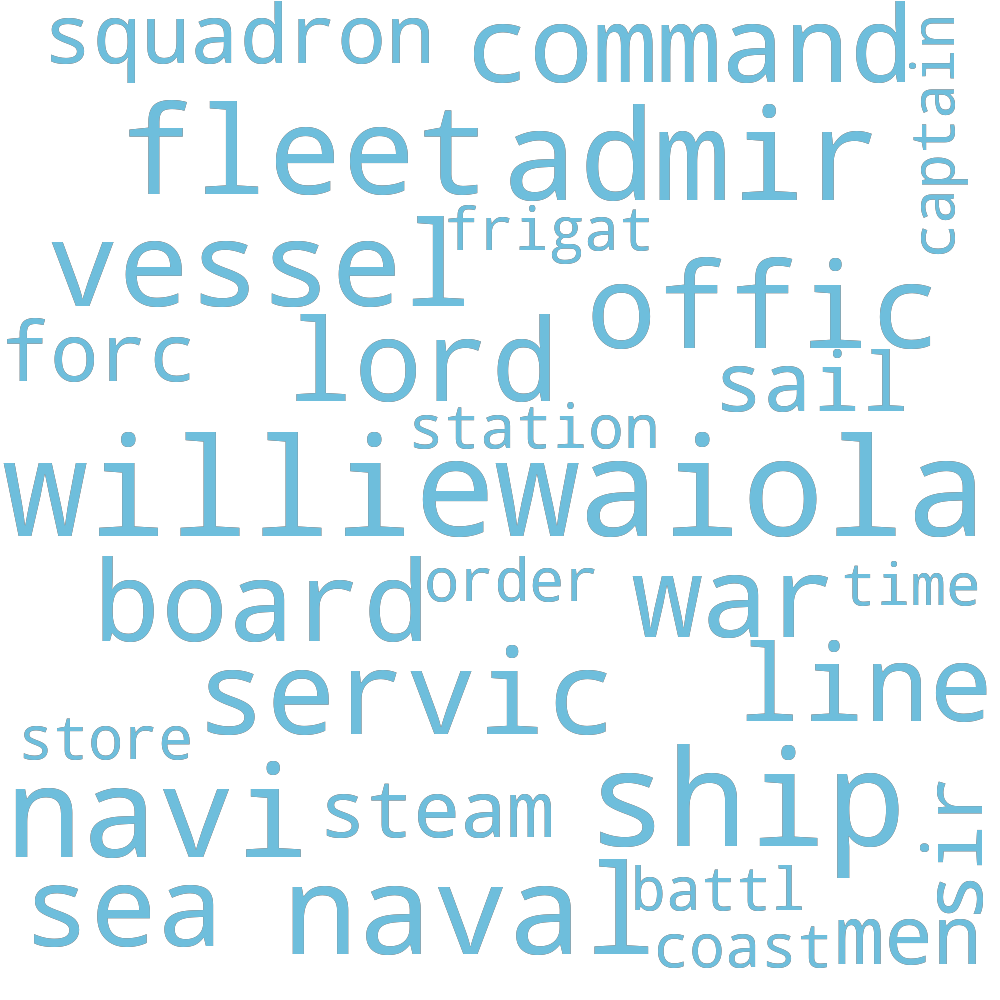 squadron
command
captain
fleet
admir
frigat
vessel
offic
forc
lord
sail
station
williewaiola
board
order
war
time
servic
line
store
navi
steam
ship
sir
sea
naval
battl
coast
men